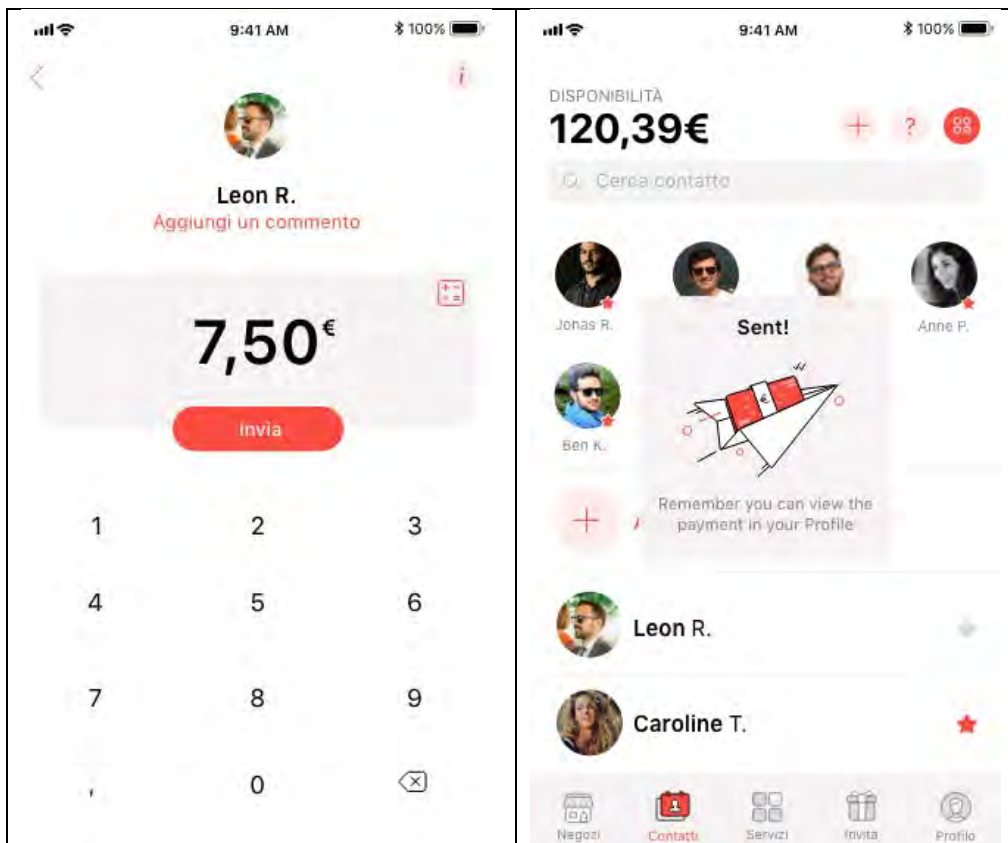 9:41 AM
100%
i
Leon R.
Aggiungi un commento
7,50€
Invia
1 2 3
4 5 6
7 8 9
, 0
9:41 AM
100%
DISPONIBILITÀ
120,39€
?
Cerca contatto
Jonas R.
Anne P.
Sent!
Ben K.
Remember you can view the
payment in your Profile
Leon R.
Caroline T.
Negozi Contatti Servizi Invita Profilo